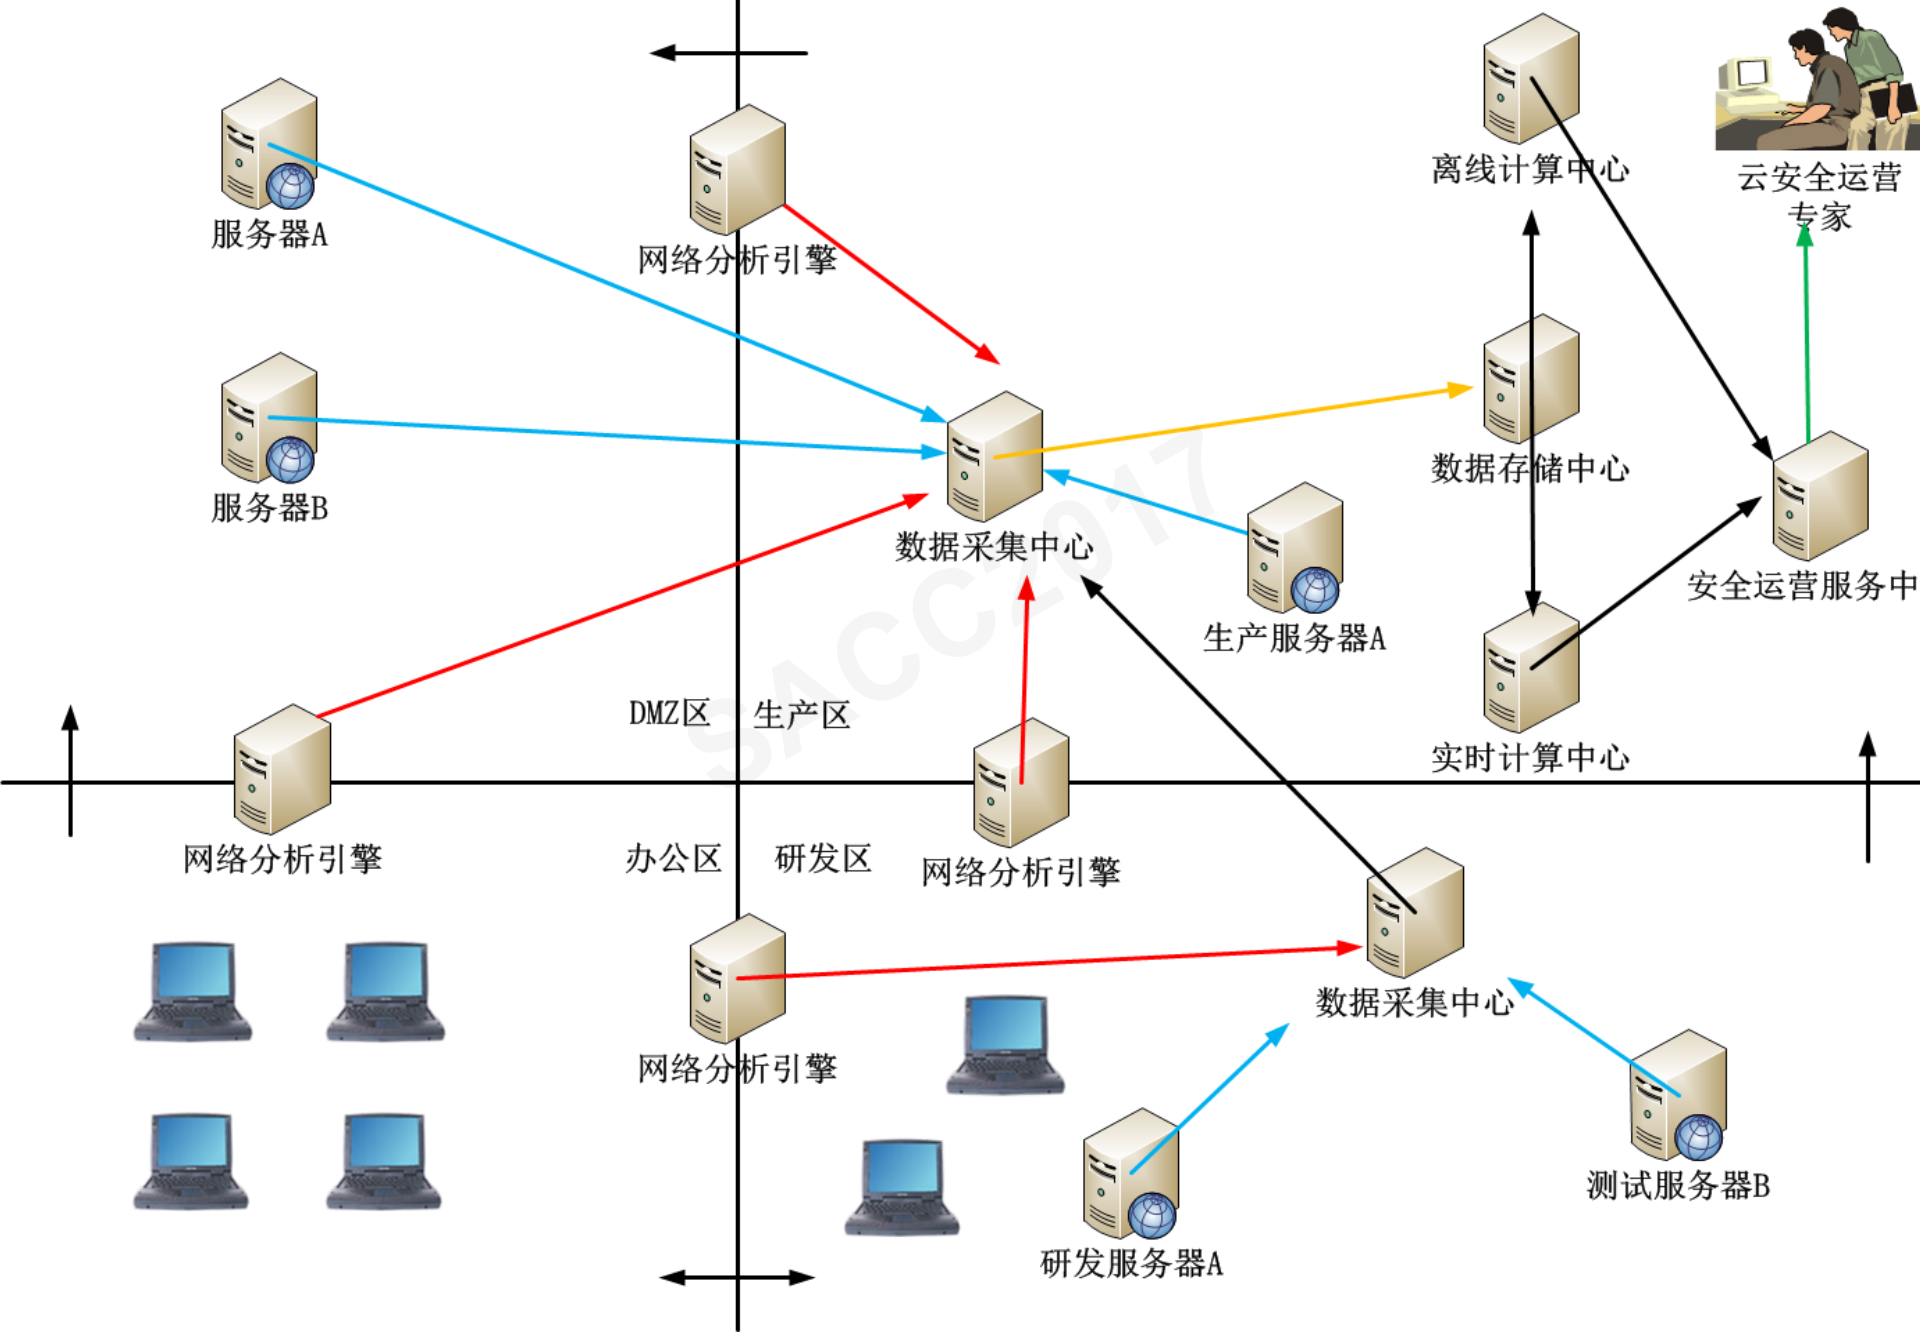 离线计算中心
云安全运营
专家
服务器A
网络分析引擎
数据存储中心
服务器B
数据采集中心
安全运营服务中
生产服务器A
DMZ区
生产区
实时计算中心
网络分析引擎
办公区
研发区
网络分析引擎
数据采集中心
网络分析引擎
测试服务器B
研发服务器A
SACC2017